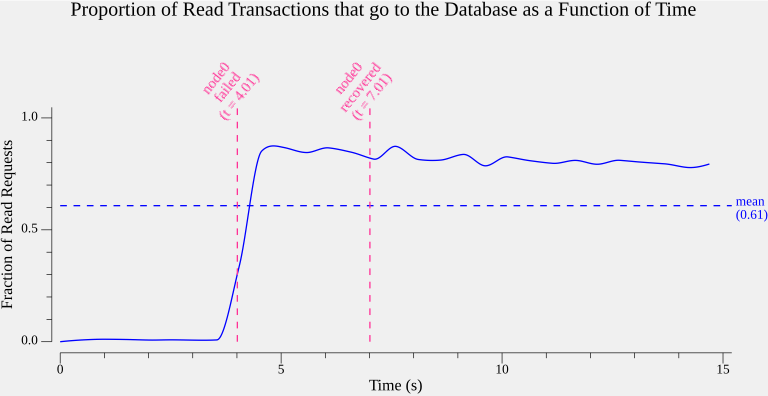 Proportion of Read Transactions that go to the Database as a Function of Time
node0
failed
(t = 4.01)
node0
recovered
(t = 7.01)
Fraction of Read Requests
1.0
0.5
0.0
mean
(0.61)
0
5
10
15
Time (s)